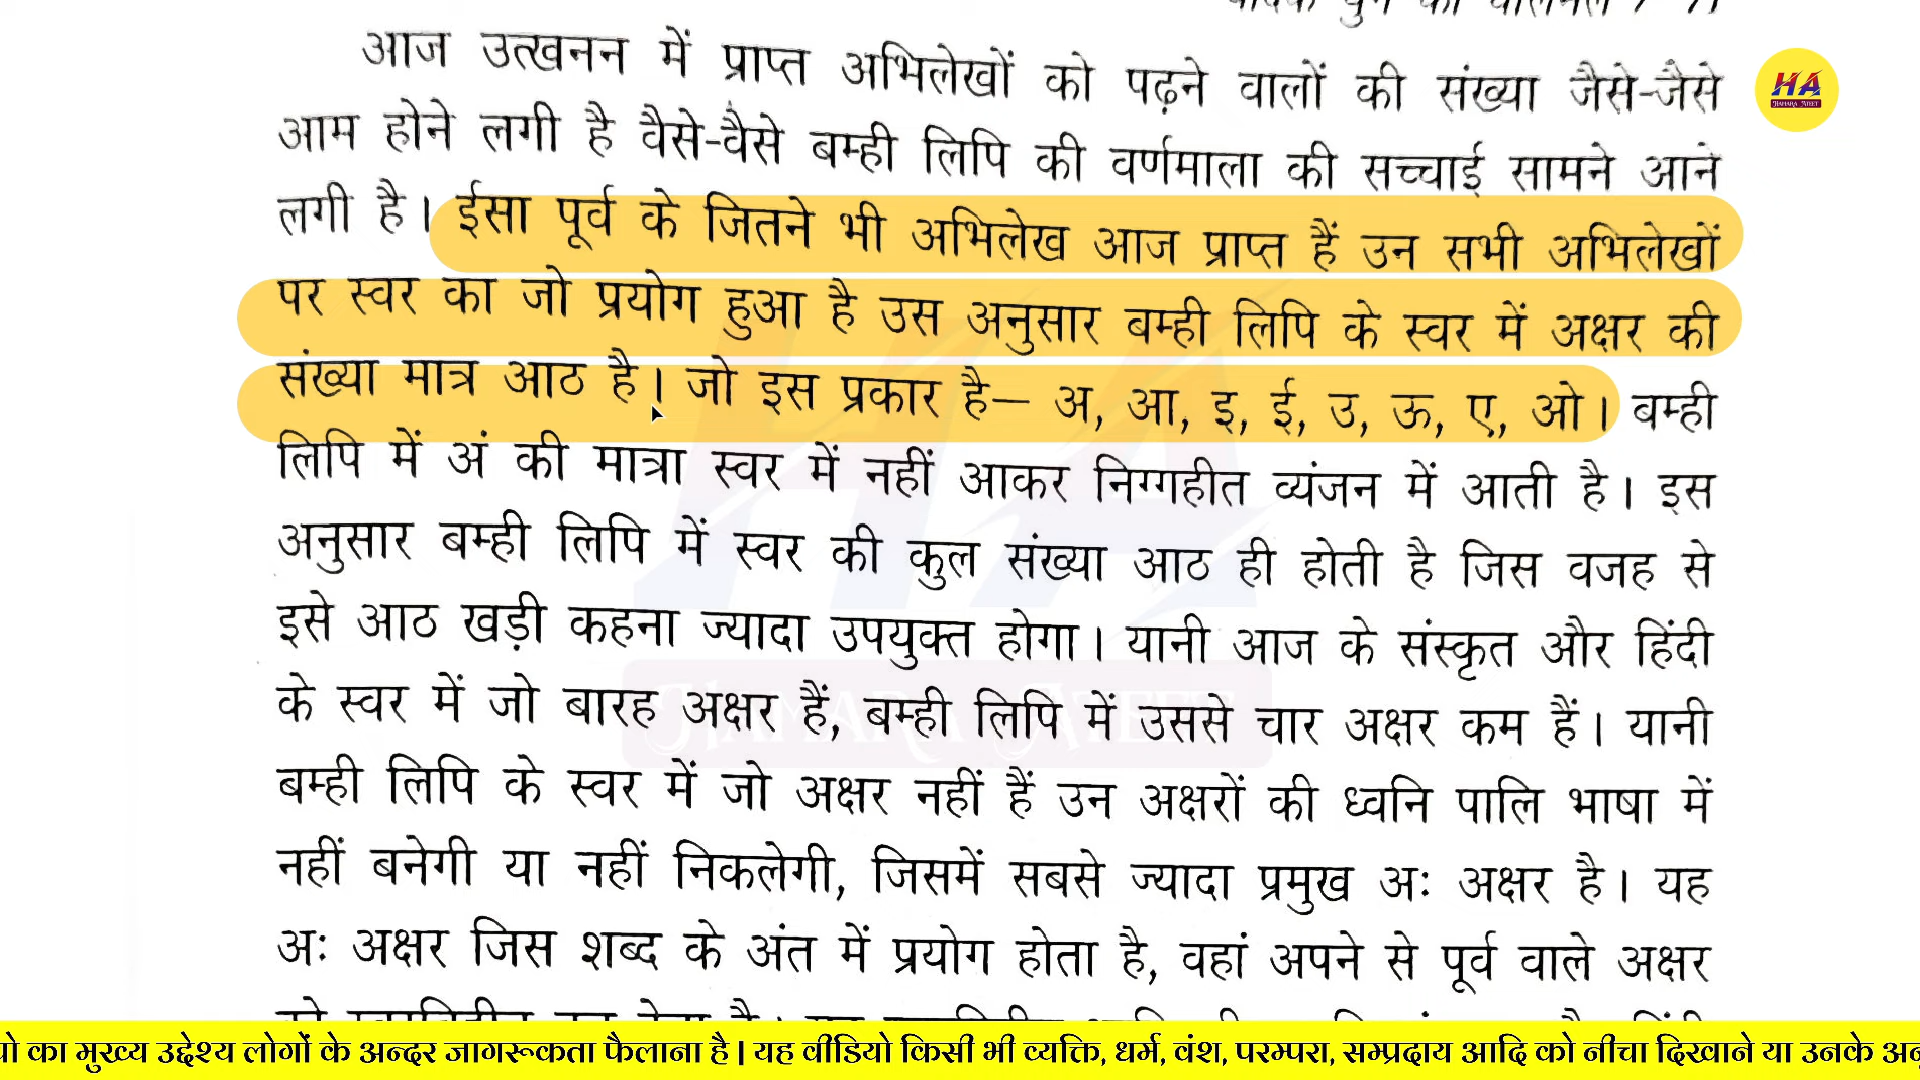 आज उत्खनन में प्राप्त अभिलेखों को पढ़ने वालों की संख्या जैसे-जैसे
HA
HAMARA ATEET
आम होने लगी है वैसे-वैसे बम्ही लिपि की वर्णमाला की सच्चाई सामने आने
लगी है। ईसा पूर्व के जितने भी अभिलेख आज प्राप्त हैं उन सभी अभिलेखों
पर स्वर का जो प्रयोग हुआ है उस अनुसार बम्ही लिपि के स्वर में अक्षर की
संख्या मात्र आठ है। जो इस प्रकार है— अ, आ, इ, ई, उ, ऊ, ए, ओ। बम्ही
लिपि में अं की मात्रा स्वर में नहीं आकर निग्गहीत व्यंजन में आती है। इस
अनुसार बम्ही लिपि में स्वर की कुल संख्या आठ ही होती है जिस वजह से
इसे आठ खड़ी कहना ज्यादा उपयुक्त होगा। यानी आज के संस्कृत और हिंदी
के स्वर में जो बारह अक्षर हैं, बम्ही लिपि में उससे चार अक्षर कम हैं। यानी
HAMARA ATEET
बम्ही लिपि के स्वर में जो अक्षर नहीं हैं उन अक्षरों की ध्वनि पालि भाषा में
नहीं बनेगी या नहीं निकलेगी, जिसमें सबसे ज्यादा प्रमुख अः अक्षर है। यह
अः अक्षर जिस शब्द के अंत में प्रयोग होता है, वहां अपने से पूर्व वाले अक्षर
का मुख्य उद्देश्य लोगों के अन्दर जागरूकता फैलाना है | यह वीडियो किसी भी व्यक्ति, धर्म, वंश, परम्परा, सम्प्रदाय आदि को नीचा दिखाने या उनके